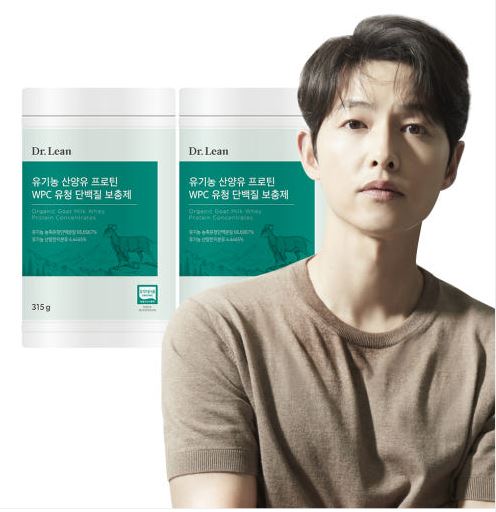 Dr. Lean
유기농 산양유 프로틴
WPC 유청 단백질 보충제
Organic Goat Milk Whey
Protein Concentrates
315 g
Dr. Lean
유기농 산양유 프로틴
WPC 유청 단백질 보충제
Organic Goat Milk Whey
Protein Concentrates